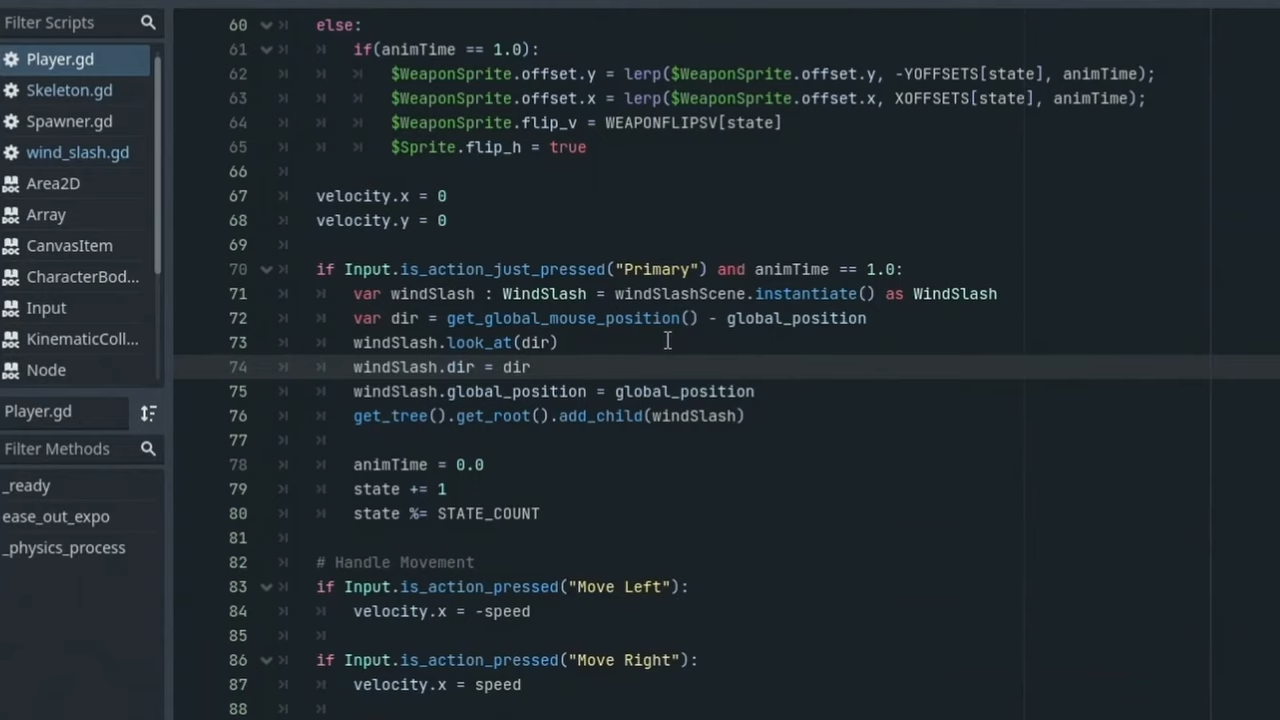 Filter Scripts
Player.gd
Skeleton.gd
Spawner.gd
wind_slash.gd
Area2D
Array
CanvasItem
CharacterBod...
Input
KinematicColl...
Node
Player.gd
Filter Methods
_ready
ease_out_expo
_physics_process
60 else:
61 if(animTime == 1.0):
62 $WeaponSprite.offset.y = lerp($WeaponSprite.offset.y, -YOFFSETS[state], animTime);
63 $WeaponSprite.offset.x = lerp($WeaponSprite.offset.x, XOFFSETS[state], animTime);
64 $WeaponSprite.flip_v = WEAPONFLIPSV[state]
65 $Sprite.flip_h = true
66
67 velocity.x = 0
68 velocity.y = 0
69
70 if Input.is_action_just_pressed("Primary") and animTime == 1.0:
71 var windSlash : WindSlash = windSlashScene.instantiate() as WindSlash
72 var dir = get_global_mouse_position() - global_position
73 windSlash.look_at(dir)
74 windSlash.dir = dir
75 windSlash.global_position = global_position
76 get_tree().get_root().add_child(windSlash)
77
78 animTime = 0.0
79 state += 1
80 state %= STATE_COUNT
81
82 # Handle Movement
83 if Input.is_action_pressed("Move Left"):
84 velocity.x = -speed
85
86 if Input.is_action_pressed("Move Right"):
87 velocity.x = speed
88